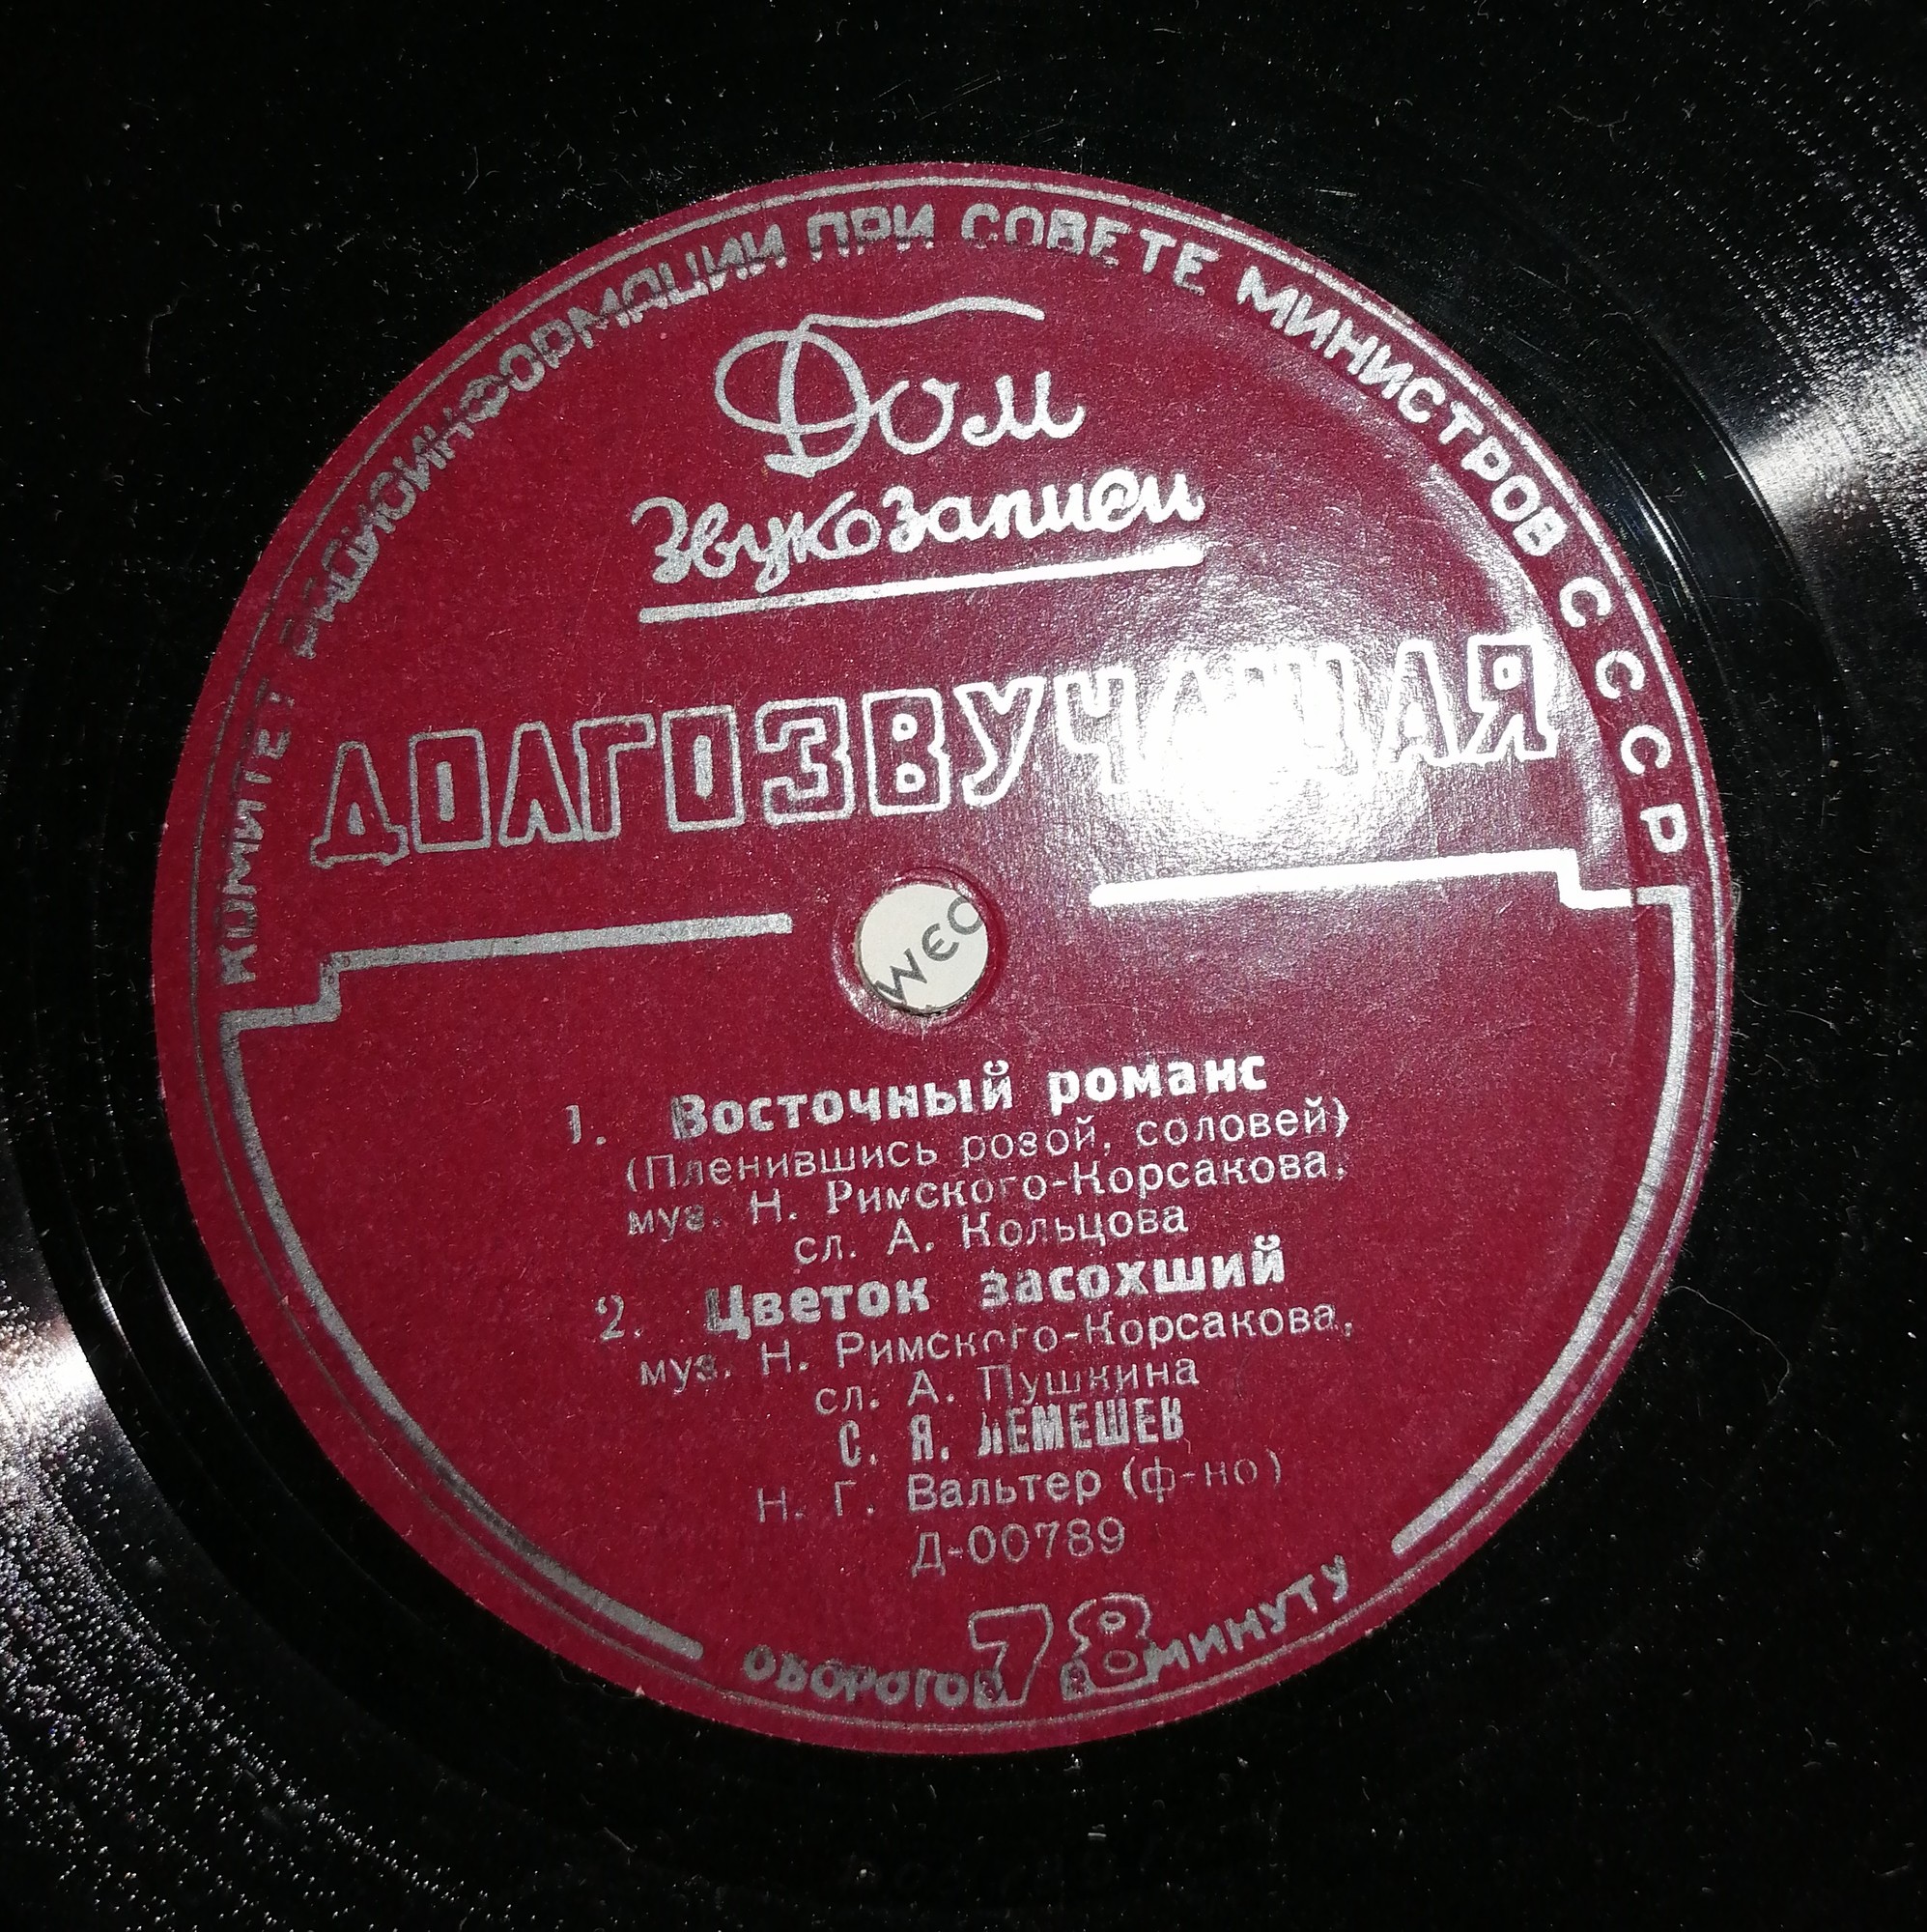 КОМИТЕТ РАДИОИНФОРМАЦИИ ПРИ СОВЕТЕ МИНИСТРОВ СССР
Дом
Звукозаписи
ДОЛГОЗВУЧАЩАЯ
1. Восточный романс
(Пленившись розой, соловей)
муз. Н. Римского-Корсакова,
сл. А. Кольцова
2. Цветок засохший
муз. Н. Римского-Корсакова,
сл. А. Пушкина
С. Я. ЛЕМЕШЕВ
Н. Г. Вальтер (ф-но)
Д-00789
78
ОБОРОТОВ В МИНУТУ